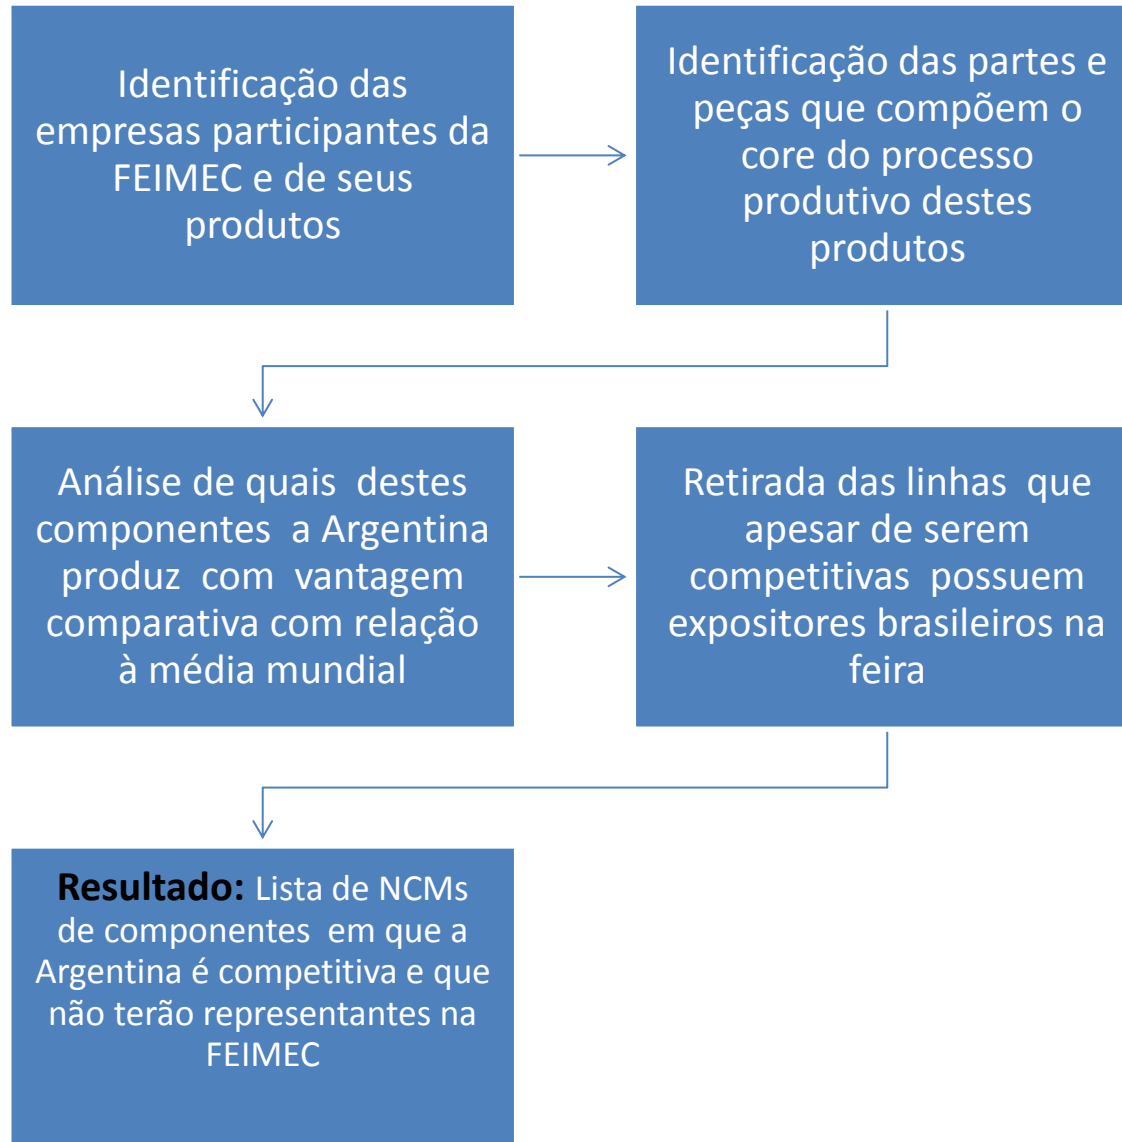 Identificação das
empresas participantes da
FEIMEC e de seus
produtos
Identificação das partes e
peças que compõem o
core do processo
produtivo destes
produtos
Análise de quais destes
componentes a Argentina
produz com vantagem
comparativa com relação
à média mundial
Retirada das linhas que
apesar de serem
competitivas possuem
expositores brasileiros na
feira
Resultado: Lista de NCMs
de componentes em que a
Argentina é competitiva e que
não terão representantes na
FEIMEC